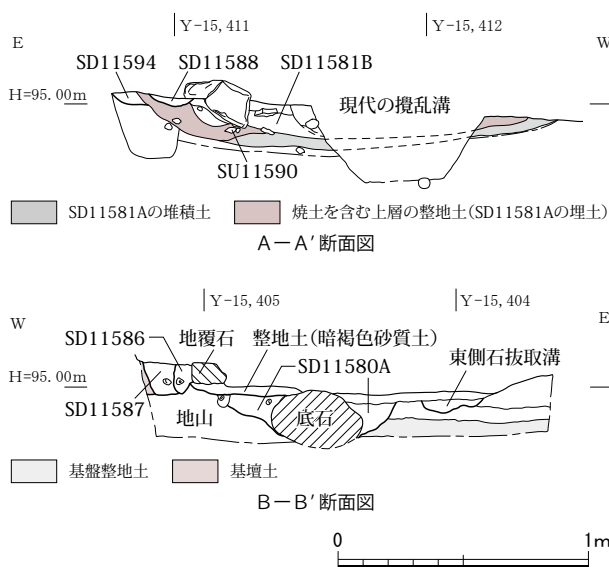 Y-15,411
Y-15,412
E
W
SD11594
SD11588
SD11581B
H=95.00m
現代の攪乱溝
SU11590
SD11581Aの堆積土
焼土を含む上層の整地土(SD11581Aの埋土)
A－A′断面図
Y-15,405
Y-15,404
W
E
SD11586
地覆石
整地土(暗褐色砂質土)
SD11580A
東側石抜取溝
H=95.00m
SD11587
地山
底石
基盤整地土
基壇土
B－B′断面図
0
1m